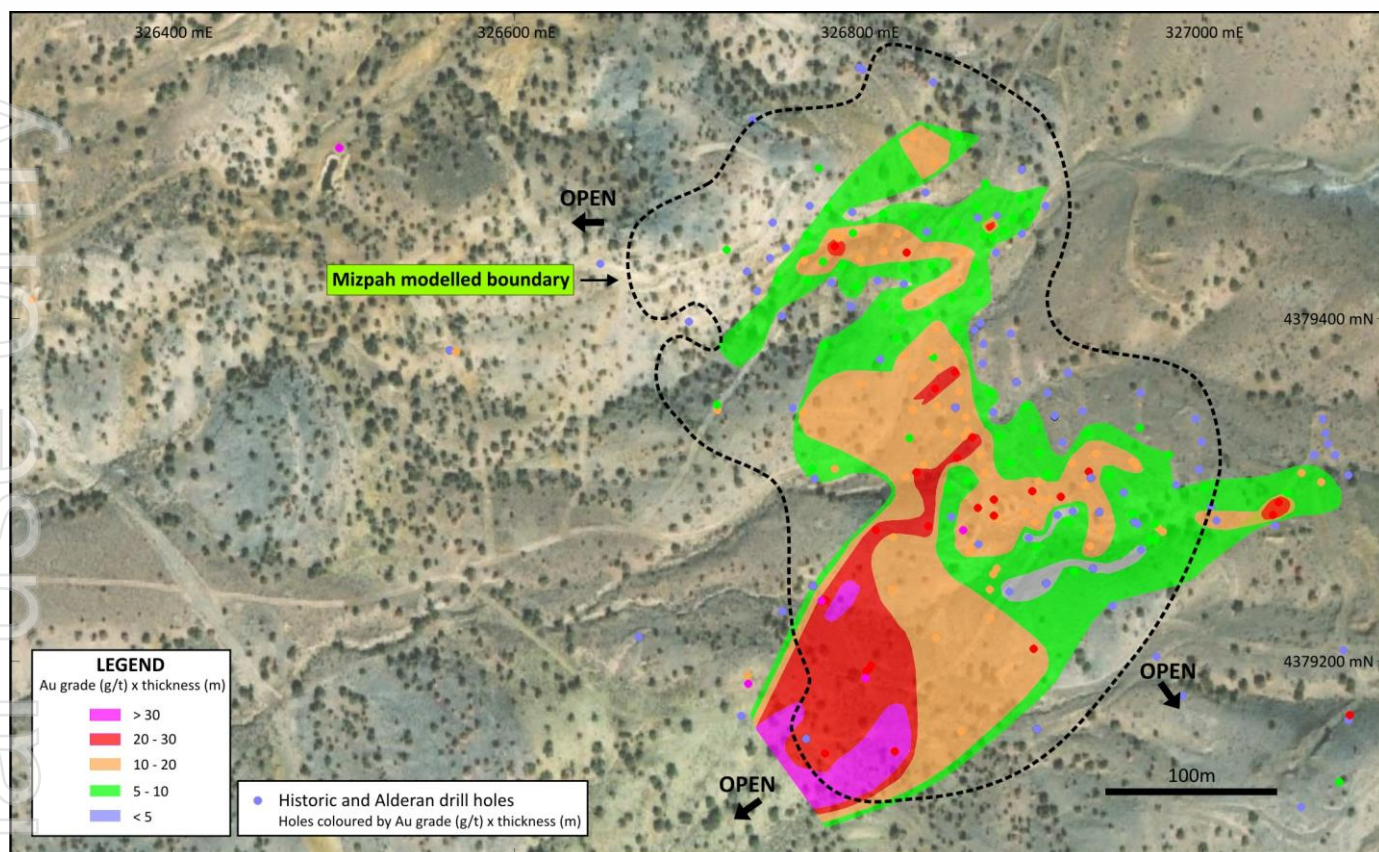 326400 mE
326600 mE
326800 mE
327000 mE
OPEN
Mizpah modelled boundary
4379400 mN
4379200 mN
OPEN
OPEN
100m
LEGEND
Au grade (g/t) x thickness (m)
> 30
20 - 30
10 - 20
5 - 10
< 5
Historic and Alderan drill holes
Holes coloured by Au grade (g/t) x thickness (m)